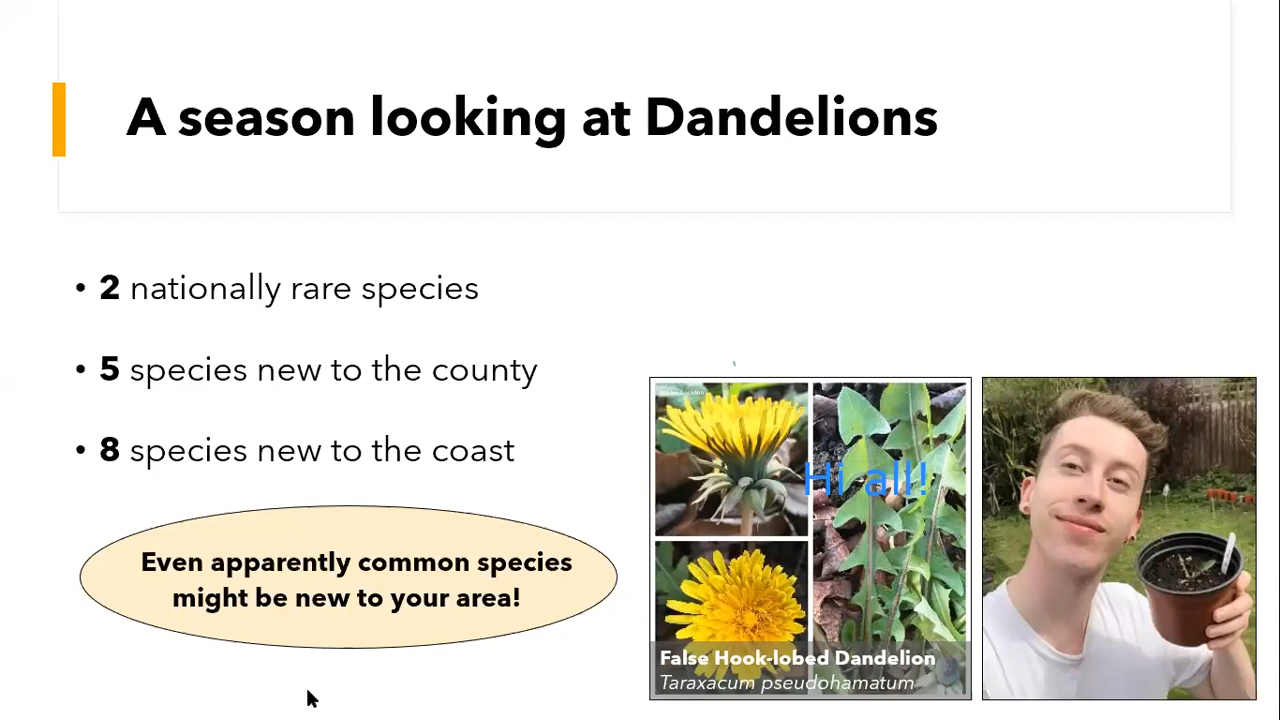 A season looking at Dandelions
• 2 nationally rare species
• 5 species new to the county
• 8 species new to the coast
Even apparently common species
might be new to your area!
Hi all!
False Hook-lobed Dandelion
Taraxacum pseudohamatum